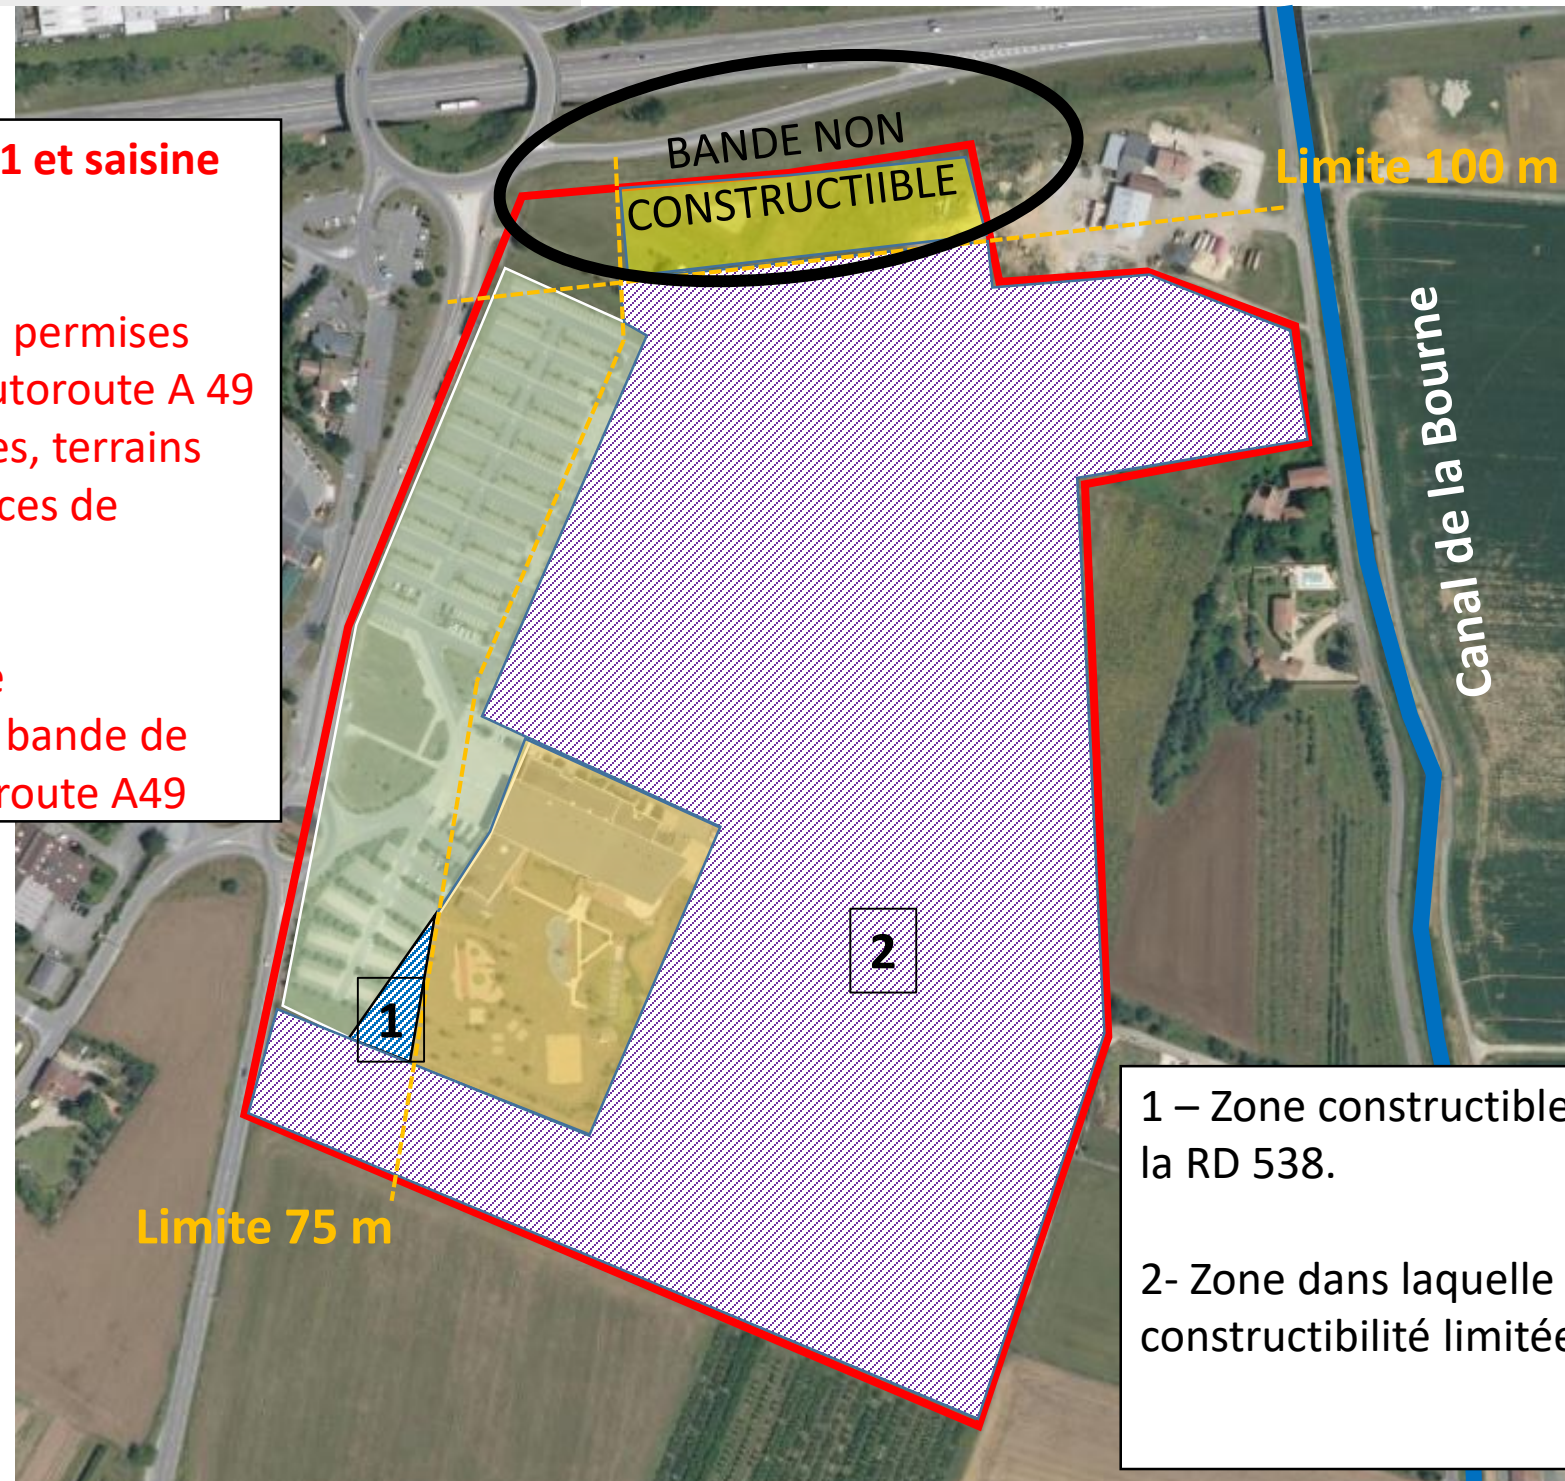 1 et saisine
permises
utoroute A 49
es, terrains
ces de
e
bande de
route A49
BANDE NON
CONSTRUCTIIBLE
Limite 100 m
Canal de la Bourne
2
1
Limite 75 m
1 – Zone constructible
la RD 538.
2- Zone dans laquelle
constructibilité limitée